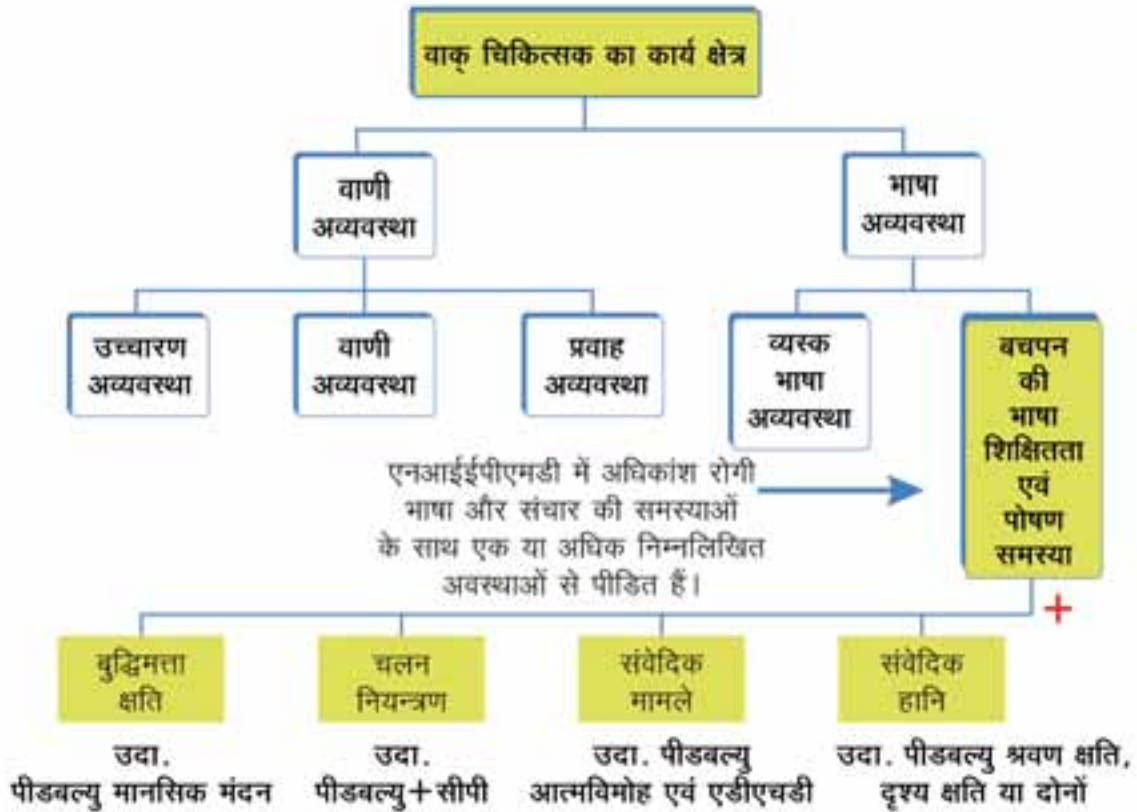 वाक् चिकित्सक का कार्य क्षेत्र
वाणी
अव्यवस्था
भाषा
अव्यवस्था
उच्चारण
अव्यवस्था
वाणी
अव्यवस्था
प्रवाह
अव्यवस्था
व्यस्क
भाषा
अव्यवस्था
बचपन
की
भाषा
शिक्षितता
एवं
पोषण
समस्या
एनआईईपीएमडी में अधिकांश रोगी
भाषा और संचार की समस्याओं
के साथ एक या अधिक निम्नलिखित
अवस्थाओं से पीडित हैं।
+
बुद्धिमत्ता
क्षति
चलन
नियन्त्रण
संवेदिक
मामले
संवेदिक
हानि
उदा.
पीडबल्यु मानसिक मंदन
उदा.
पीडबल्यु+सीपी
उदा. पीडबल्यु
आत्मविमोह एवं एडीएचडी
उदा. पीडबल्यु श्रवण क्षति,
दृश्य क्षति या दोनों